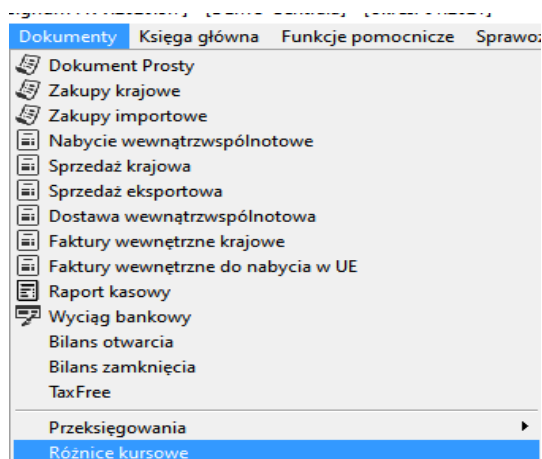 Dokumenty Księga główna Funkcje pomocnicze Sprawoz
Dokument Prosty
Zakupy krajowe
Zakupy importowe
Nabycie wewnątrzwspólnotowe
Sprzedaż krajowa
Sprzedaż eksportowa
Dostawa wewnątrzwspólnotowa
Faktury wewnętrzne krajowe
Faktury wewnętrzne do nabycia w UE
Raport kasowy
Wyciąg bankowy
Bilans otwarcia
Bilans zamknięcia
TaxFree
Przeksięgowania
Różnice kursowe